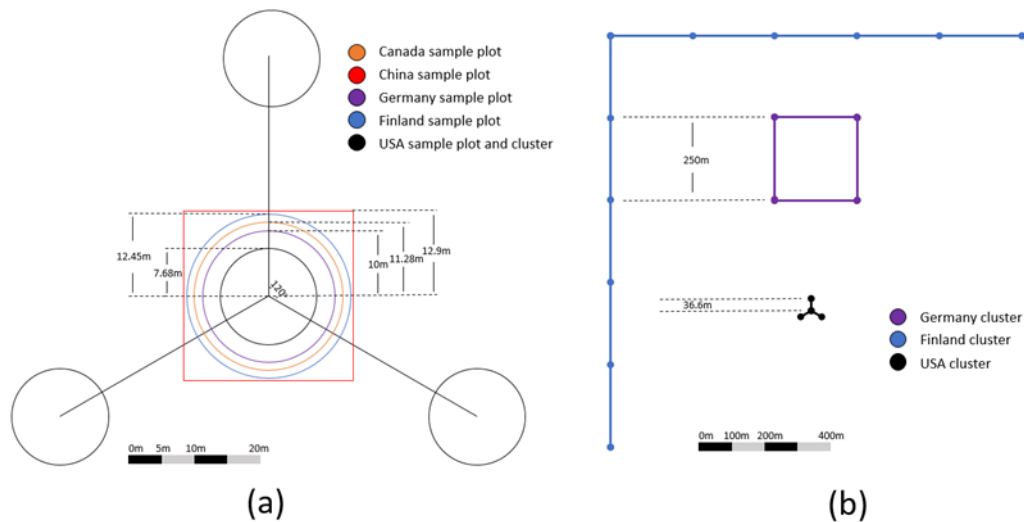 Canada sample plot
China sample plot
Germany sample plot
Finland sample plot
USA sample plot and cluster
12.45m
7.68m
10m
11.28m
12.9m
120°
0m 5m 10m 20m
(a)
250m
36.6m
Germany cluster
Finland cluster
USA cluster
0m 100m 200m 400m
(b)